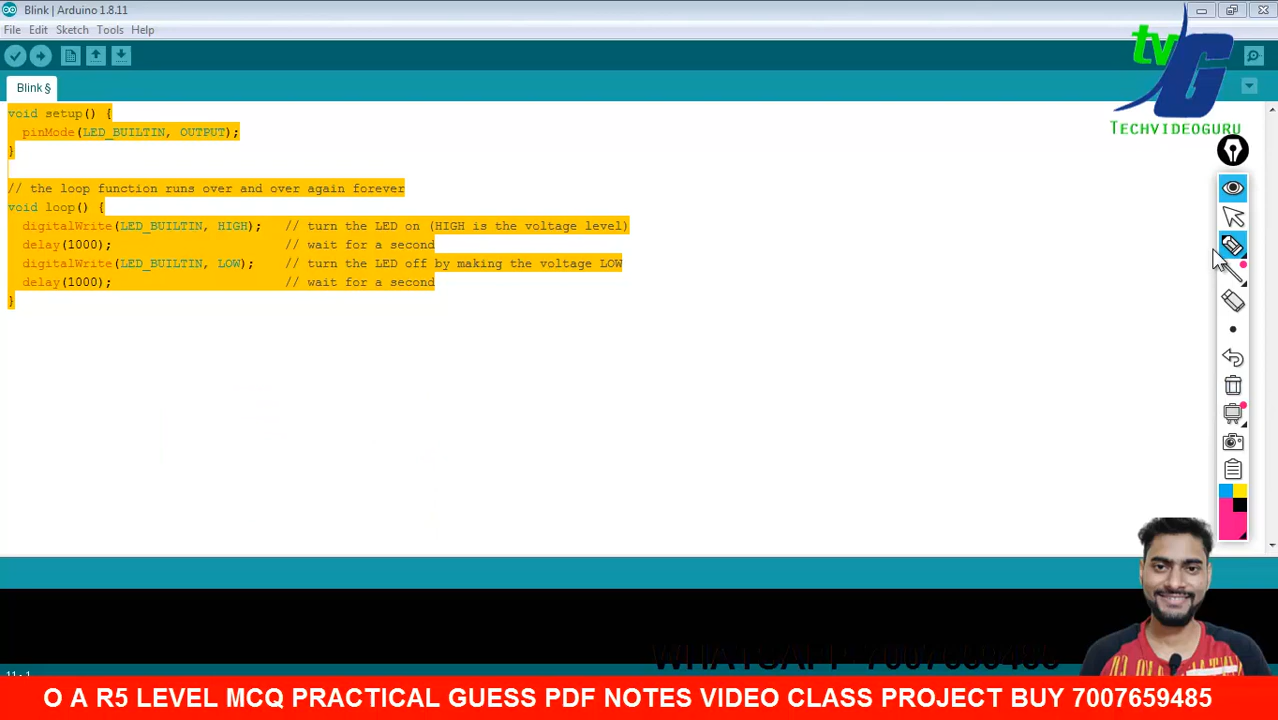 Blink | Arduino 1.8.11
File Edit Sketch Tools Help
tv G
TECHVIDEOGURU
Blink §
void setup() {
  pinMode(LED_BUILTIN, OUTPUT);
}
// the loop function runs over and over again forever
void loop() {
  digitalWrite(LED_BUILTIN, HIGH);   // turn the LED on (HIGH is the voltage level)
  delay(1000);                       // wait for a second
  digitalWrite(LED_BUILTIN, LOW);    // turn the LED off by making the voltage LOW
  delay(1000);                       // wait for a second
}
WHATSAPP 7007659485
O A R5 LEVEL MCQ PRACTICAL GUESS PDF NOTES VIDEO CLASS PROJECT BUY 7007659485